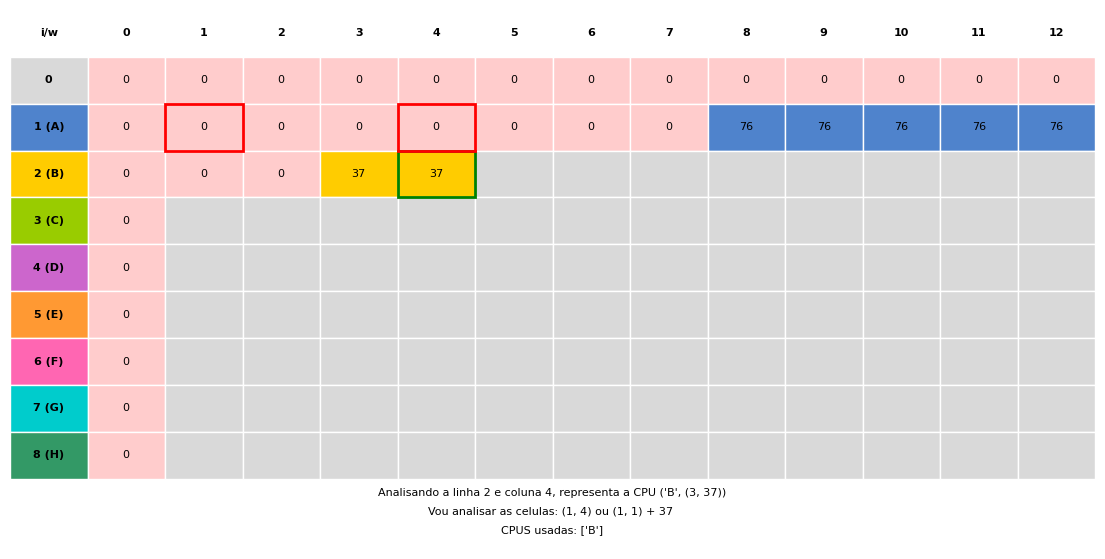 i/w 0 1 2 3 4 5 6 7 8 9 10 11 12
0 0 0 0 0 0 0 0 0 0 0 0 0 0
1 (A) 0 0 0 0 0 0 0 0 76 76 76 76 76
2 (B) 0 0 0 37 37
3 (C) 0
4 (D) 0
5 (E) 0
6 (F) 0
7 (G) 0
8 (H) 0
Analisando a linha 2 e coluna 4, representa a CPU ('B', (3, 37))
Vou analisar as celulas: (1, 4) ou (1, 1) + 37
CPUS usadas: ['B']